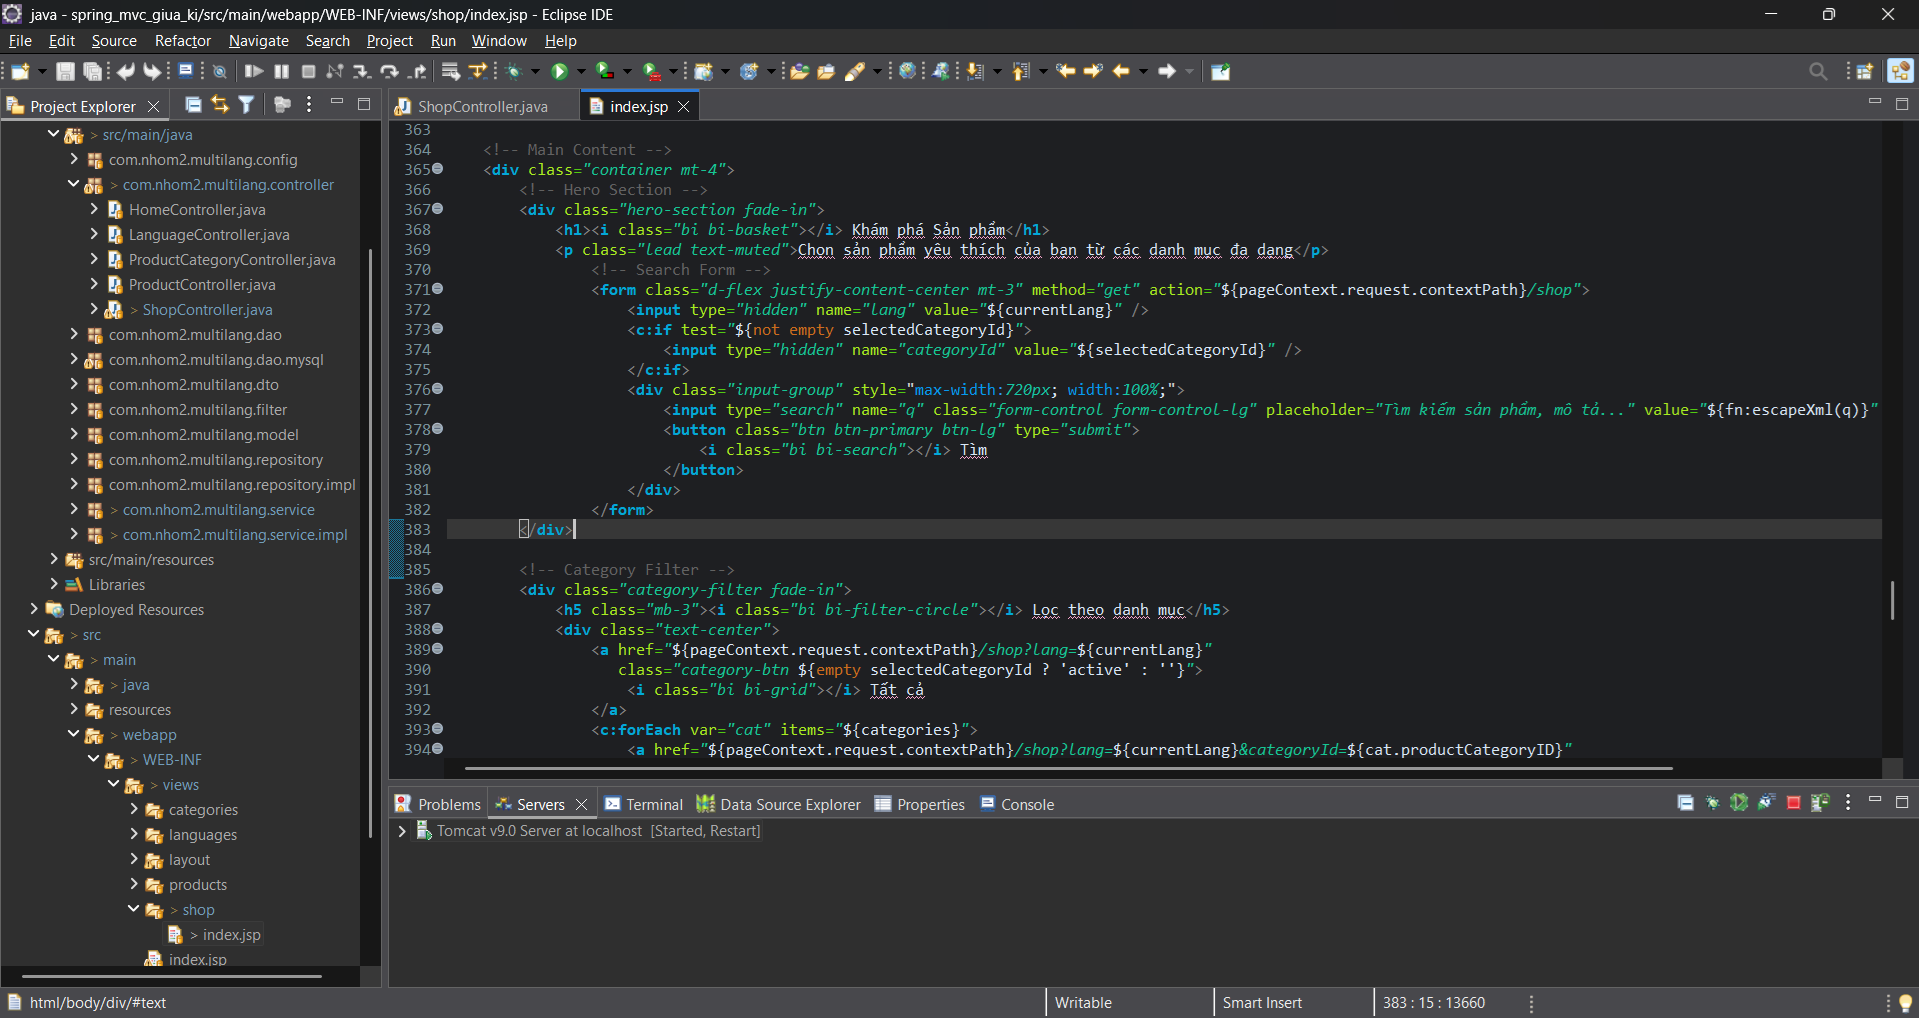 java - spring_mvc_giua_ki/src/main/webapp/WEB-INF/views/shop/index.jsp - Eclipse IDE
File Edit Source Refactor Navigate Search Project Run Window Help
Project Explorer
> src/main/java
com.nhom2.multilang.config
> com.nhom2.multilang.controller
HomeController.java
LanguageController.java
ProductCategoryController.java
ProductController.java
> ShopController.java
com.nhom2.multilang.dao
com.nhom2.multilang.dao.mysql
com.nhom2.multilang.dto
com.nhom2.multilang.filter
com.nhom2.multilang.model
com.nhom2.multilang.repository
com.nhom2.multilang.repository.impl
> com.nhom2.multilang.service
> com.nhom2.multilang.service.impl
src/main/resources
Libraries
Deployed Resources
> src
> main
> java
resources
> webapp
> WEB-INF
> views
categories
languages
layout
products
> shop
> index.jsp
index.jsp
ShopController.java index.jsp
363
364 <!-- Main Content -->
365 <div class="container mt-4">
366 <!-- Hero Section -->
367 <div class="hero-section fade-in">
368 <h1><i class="bi bi-basket"></i> Khám phá Sản phẩm</h1>
369 <p class="lead text-muted">Chọn sản phẩm yêu thích của bạn từ các danh mục đa dạng</p>
370 <!-- Search Form -->
371 <form class="d-flex justify-content-center mt-3" method="get" action="${pageContext.request.contextPath}/shop">
372 <input type="hidden" name="lang" value="${currentLang}" />
373 <c:if test="${not empty selectedCategoryId}">
374 <input type="hidden" name="categoryId" value="${selectedCategoryId}" />
375 </c:if>
376 <div class="input-group" style="max-width:720px; width:100%;">
377 <input type="search" name="q" class="form-control form-control-lg" placeholder="Tìm kiếm sản phẩm, mô tả..." value="${fn:escapeXml(q)}"
378 <button class="btn btn-primary btn-lg" type="submit">
379 <i class="bi bi-search"></i> Tìm
380 </button>
381 </div>
382 </form>
383 </div>
384
385 <!-- Category Filter -->
386 <div class="category-filter fade-in">
387 <h5 class="mb-3"><i class="bi bi-filter-circle"></i> Lọc theo danh mục</h5>
388 <div class="text-center">
389 <a href="${pageContext.request.contextPath}/shop?lang=${currentLang}"
390 class="category-btn ${empty selectedCategoryId ? 'active' : ''}">
391 <i class="bi bi-grid"></i> Tất cả
392 </a>
393 <c:forEach var="cat" items="${categories}">
394 <a href="${pageContext.request.contextPath}/shop?lang=${currentLang}&categoryId=${cat.productCategoryID}"
Problems Servers Terminal Data Source Explorer Properties Console
Tomcat v9.0 Server at localhost [Started, Restart]
html/body/div/#text Writable Smart Insert 383 : 15 : 13660